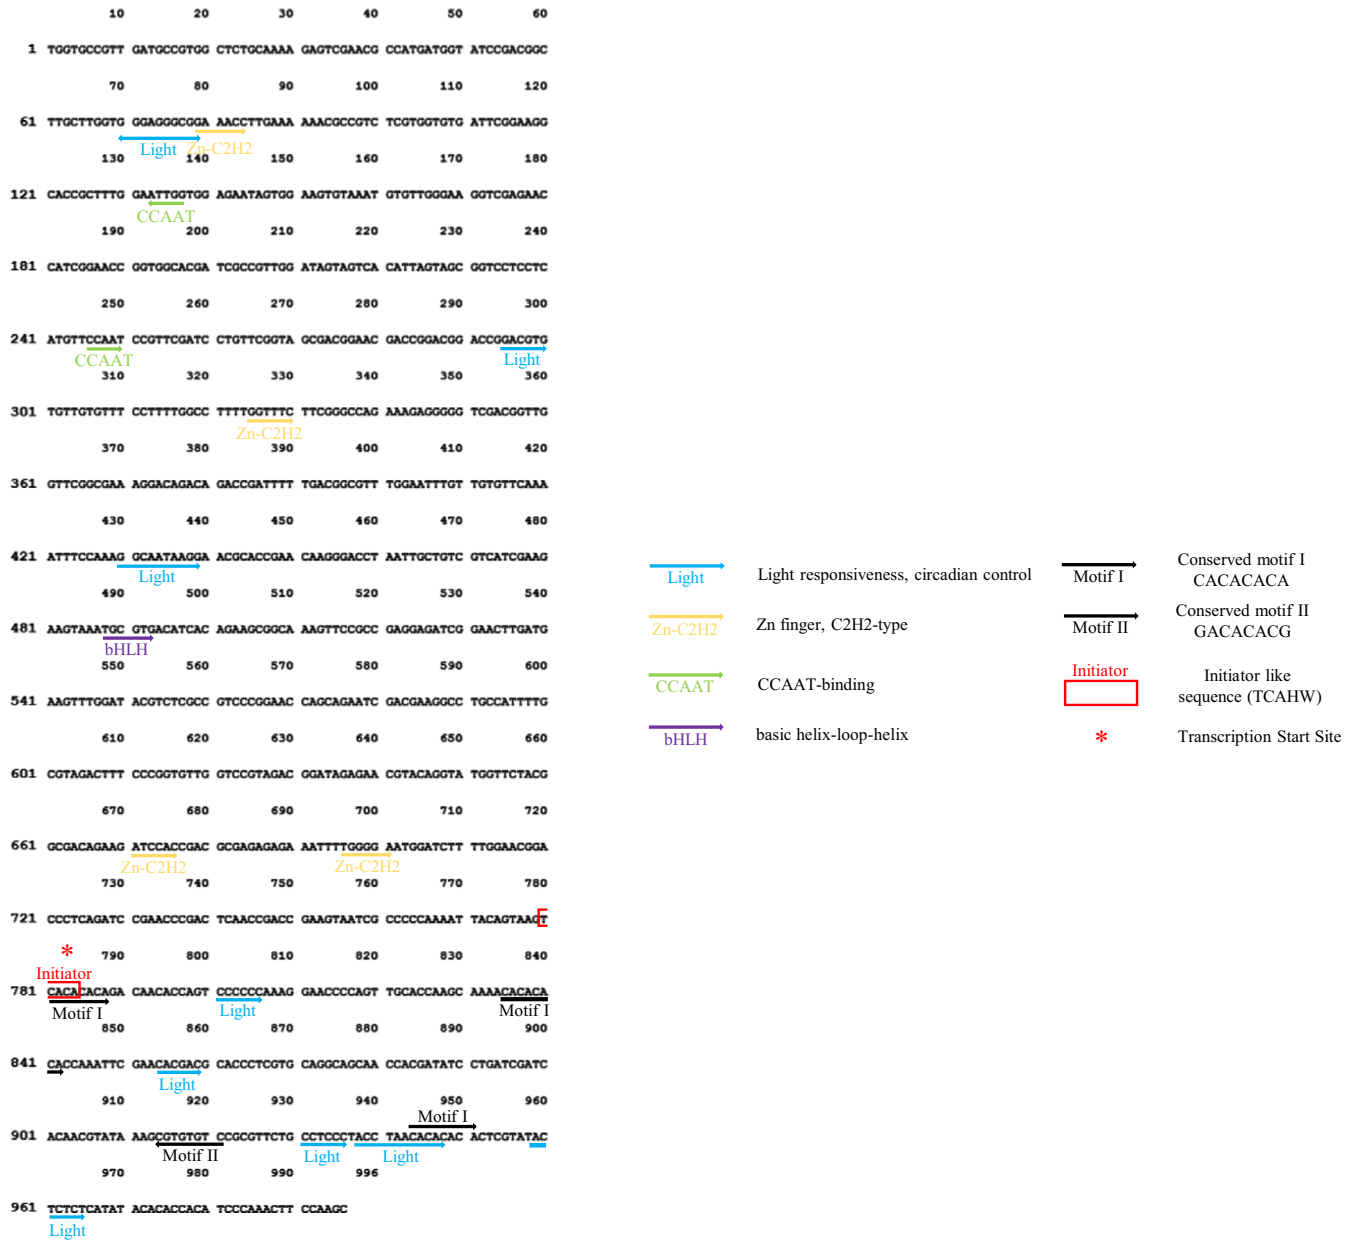 10 20 30 40 50 60
1 TGGTGCCGTT GATGCCGTGG CTCTGCAAAA GAGTCGAACG CCATGATGGT ATCCGACGGC
70 80 90 100 110 120
61 TTGCTTGGTG GGAGGGCGGA AACCTTGAAA AAACGCCGTC TCGTGGTGTG ATTCGGAAGG
Light Zn-C2H2
130 140 150 160 170 180
121 CACCGCTTTG GGAATTGGTGG AGAATAGTGG AAGTGTAAAT GTGTTGGGAA GGTCGAGAAC
CCAAT
190 200 210 220 230 240
181 CATCGGAACC GGTGGCACGA TCGCCGTTGG ATAGTAGTCA CATTAGTAGC GGTCCTCCTC
250 260 270 280 290 300
241 ATGTTCCAAT CCGTTCGATC CTGTTCGGTA GCGACGGAAC GACCGGACGG ACCGGACGTG
CCAAT Light
310 320 330 340 350 360
301 TGTTGTGTTT CCTTTTGGCC TTTTGGTTTC TTCGGGCCAG AAAGAGGGGG TCGACGGTTG
Zn-C2H2
370 380 390 400 410 420
361 GTTCGGCGAA AGGACAGACA GACCGATTTT TGACGGCGTT TGGAATTTGT TGTGTTCAAA
430 440 450 460 470 480
421 ATTTCCAAAG GCAATAAGGA ACGCACCGAA CAAGGGACCT AATTGCTGTC GTCATCGAAG
Light
490 500 510 520 530 540
481 AAGTAAATGC GTGACATCAC AGAAGCGGCA AAGTTCCGCC GAGGAGATCG GAACTTGATG
bHLH
550 560 570 580 590 600
541 AAGTTTGGAT ACGTCTCGCC GTCCCGGAAC CAGCAGAATC GACGAAGGCC TGCCATTTTG
610 620 630 640 650 660
601 CGTAGACTTT CCCGGTGTTG GTCCGTAGAC GGATAGAGAA CGTACAGGTA TGGTTCTACG
670 680 690 700 710 720
661 GCGACAGAAG ATCCACCGAC GCGAGAGAGA AATTTTGGGG AATGGATCTT TTGGAACGGA
Zn-C2H2 Zn-C2H2
730 740 750 760 770 780
721 CCCTCAGATC CGAACCCGAC TCAACCGACC GAAGTAATCG CCCCCAAAAT TACAGTAAGT
* 790 800 810 820 830 840
Initiator
781 CACACACAGA CAACACCAGT CCCCCCAAAG GAACCCCAGT TGCACCAAGC AAAACACACA
Motif I Light Motif I
850 860 870 880 890 900
841 CACCAAATTC GAACACGACG CACCCTCGTG CAGGCAGCAA CCACGATATC CTGATCGATC
Light
910 920 930 940 950 960
Motif I
901 ACAACGTATA AAGCGTGTGT CCGCGTTCTG CCTCCCTACC TAACACACAC ACTCGTATAC
Motif II Light Light
970 980 990 996
961 TCTCTCATAT ACACACCACA TCCCAAACTT CCAAGC
Light
Light Light responsiveness, circadian control
Zn-C2H2 Zn finger, C2H2-type
CCAAT CCAAT-binding
bHLH basic helix-loop-helix
Motif I Conserved motif I
CACACACA
Motif II Conserved motif II
GACACACG
Initiator Initiator like
sequence (TCAHW)
* Transcription Start Site